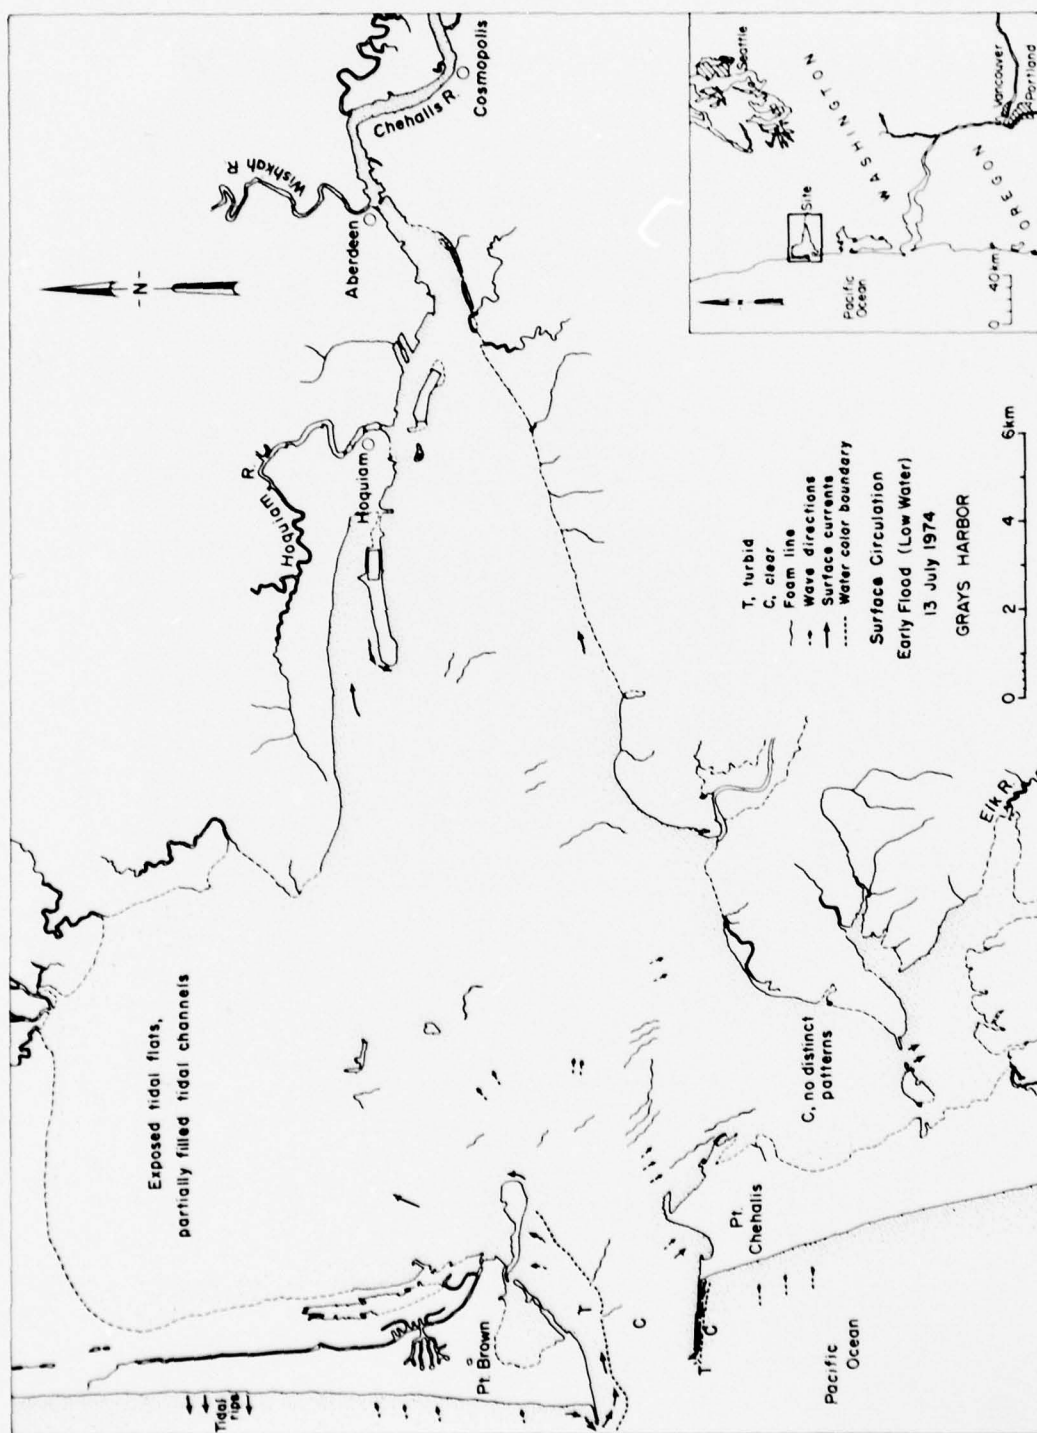 Wishkah R.
Chehalis R.
Cosmopolis
Aberdeen
-N-
Hoquiam R.
Hoquiam
Exposed tidal flats,
partially filled tidal channels
Tidal
rips
Pt. Brown
T
C
T
C
Pacific
Ocean
Pt.
Chehalis
C, no distinct
patterns
Elk R.
T, turbid
C, clear
Foam line
Wave directions
Surface currents
Water color boundary
Surface Circulation
Early Flood (Low Water)
13 July 1974
GRAYS HARBOR
0 2 4 6km
Seattle
WASHINGTON
Site
Pacific
Ocean
Vancouver
Portland
OREGON
0 40km